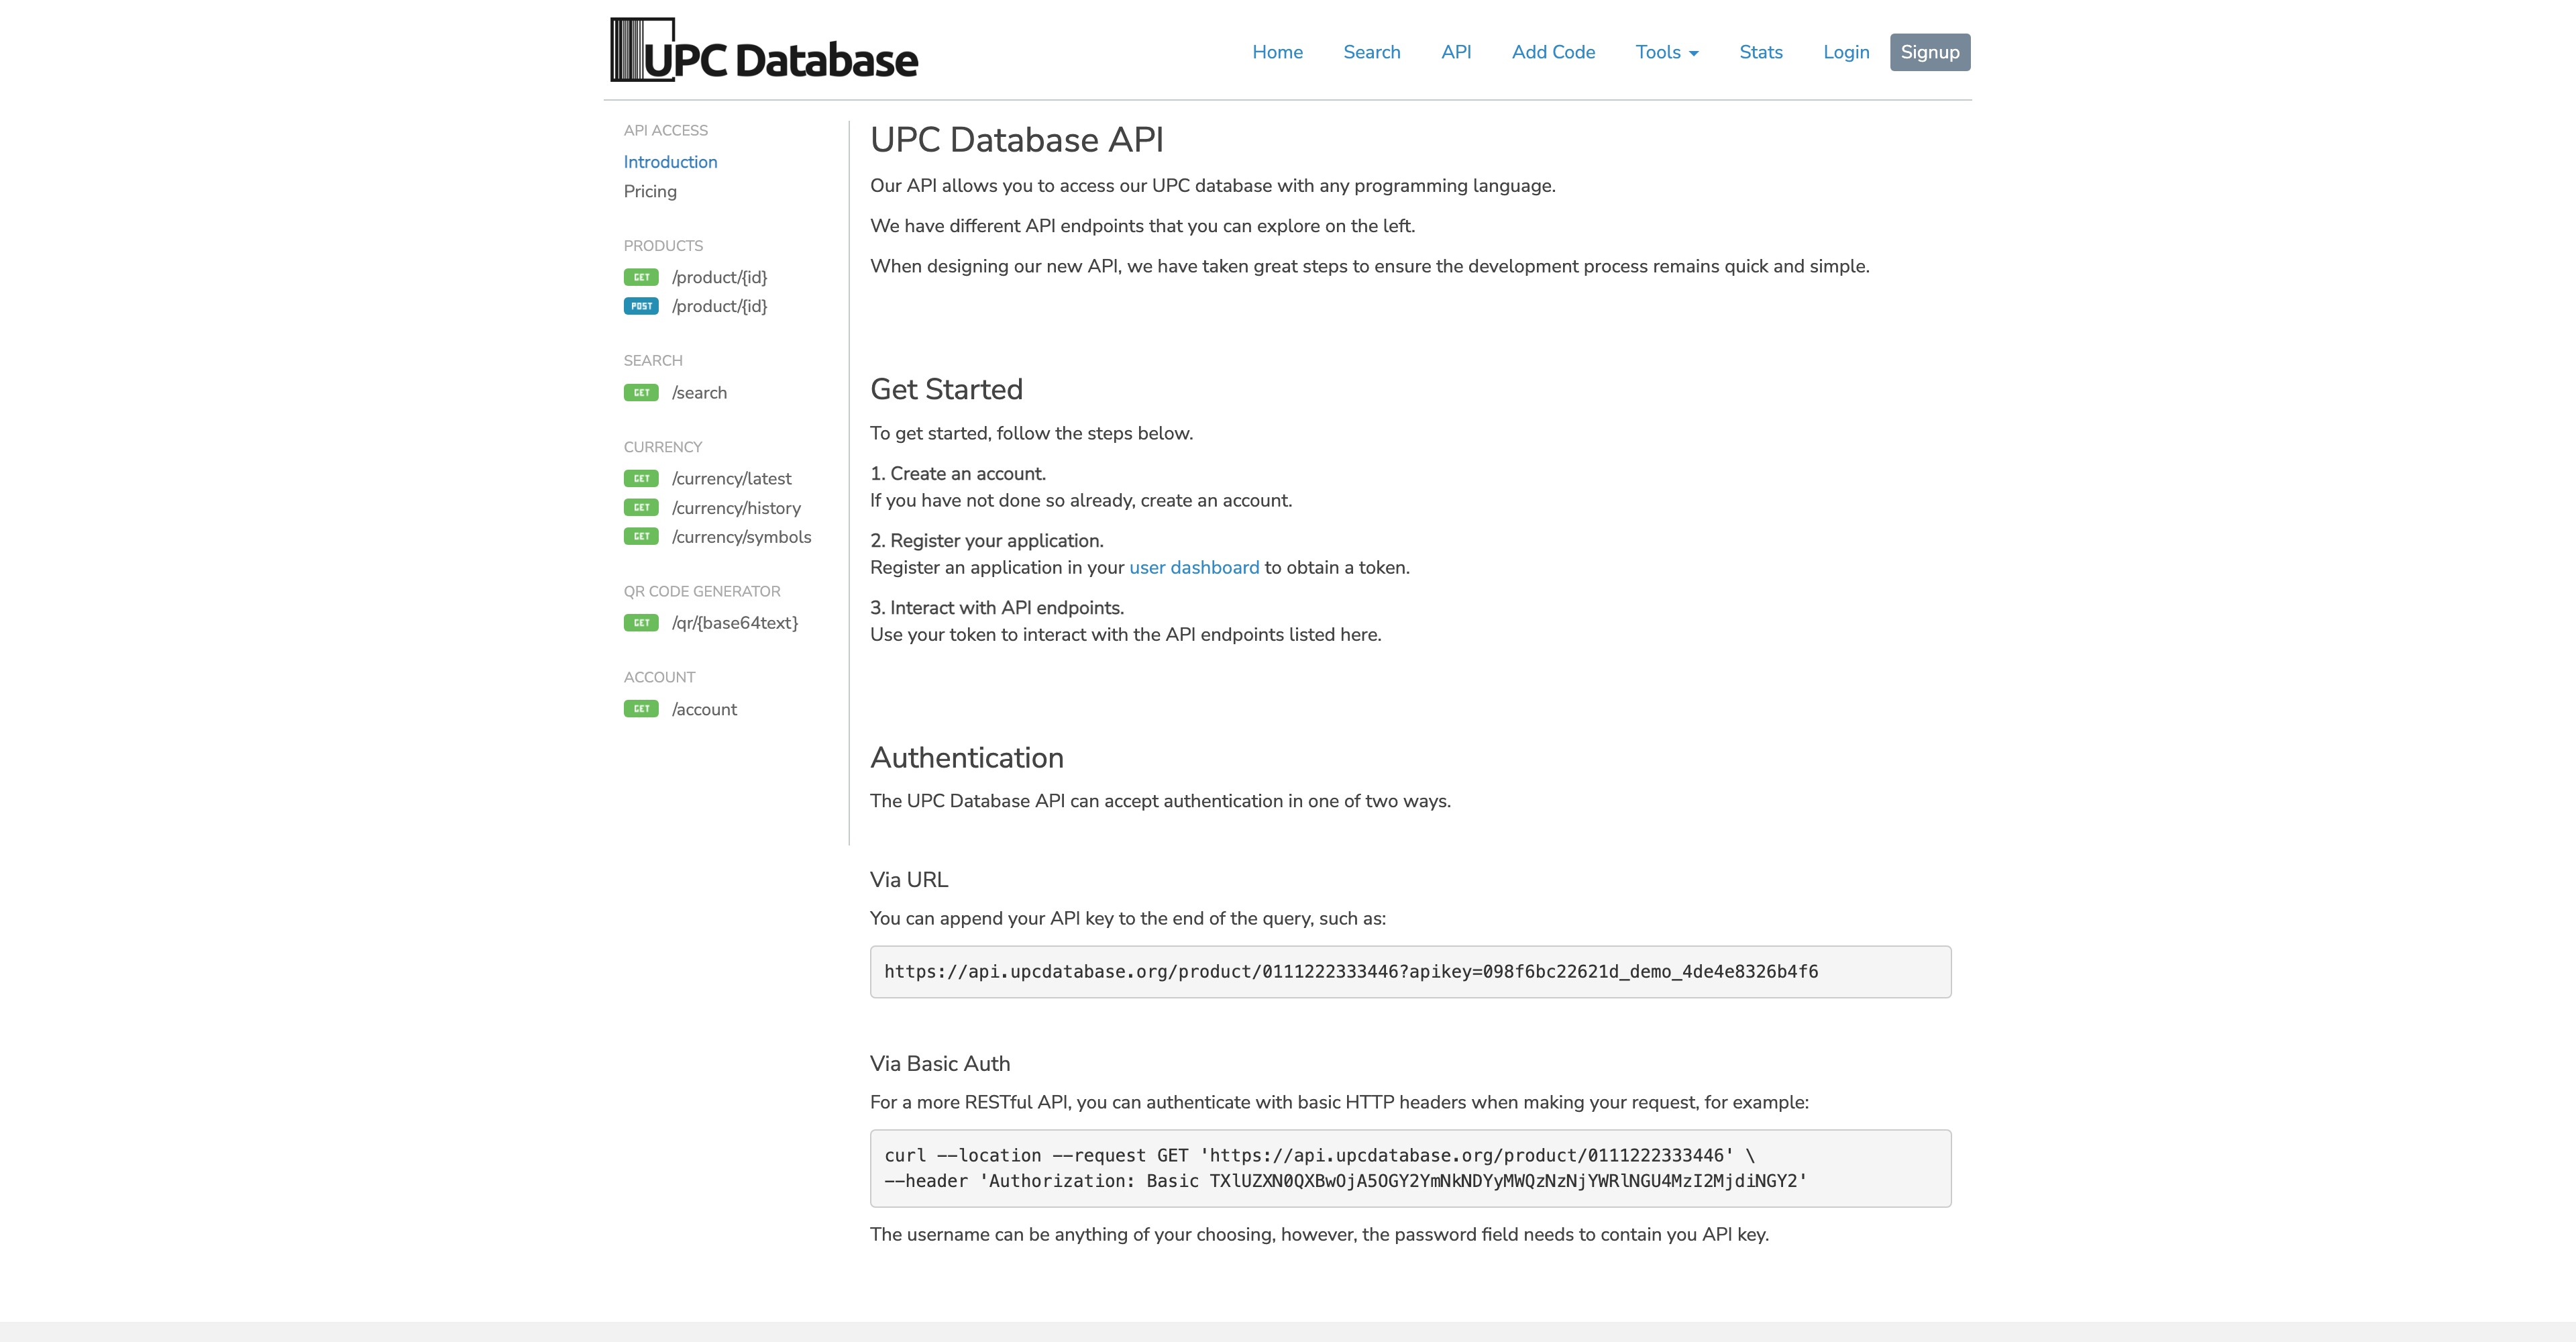 UPC Database
Home Search API Add Code Tools Stats Login Signup
API ACCESS
Introduction
Pricing
PRODUCTS
GET /product/{id}
POST /product/{id}
SEARCH
GET /search
CURRENCY
GET /currency/latest
GET /currency/history
GET /currency/symbols
QR CODE GENERATOR
GET /qr/{base64text}
ACCOUNT
GET /account
UPC Database API
Our API allows you to access our UPC database with any programming language.
We have different API endpoints that you can explore on the left.
When designing our new API, we have taken great steps to ensure the development process remains quick and simple.
Get Started
To get started, follow the steps below.
1. Create an account.
If you have not done so already, create an account.
2. Register your application.
Register an application in your user dashboard to obtain a token.
3. Interact with API endpoints.
Use your token to interact with the API endpoints listed here.
Authentication
The UPC Database API can accept authentication in one of two ways.
Via URL
You can append your API key to the end of the query, such as:
https://api.upcdatabase.org/product/0111222333446?apikey=098f6bc22621d_demo_4de4e8326b4f6
Via Basic Auth
For a more RESTful API, you can authenticate with basic HTTP headers when making your request, for example:
curl --location --request GET 'https://api.upcdatabase.org/product/0111222333446' \
--header 'Authorization: Basic TXlUZXN0QXBwOjA5OGY2YmNkNDYyMWQzNzNjYWRlNGU4MzI2MjdiNGY2'
The username can be anything of your choosing, however, the password field needs to contain you API key.